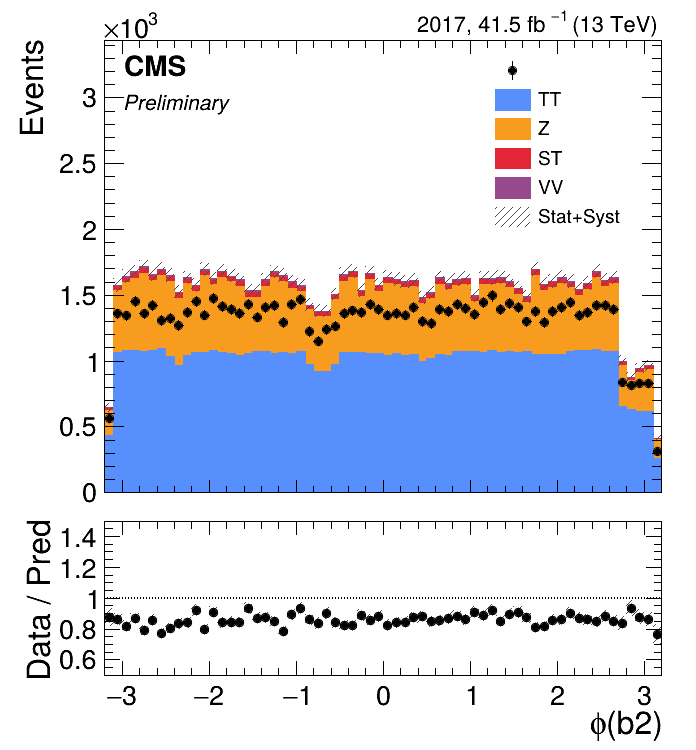 ×10³
2017, 41.5 fb⁻¹ (13 TeV)
CMS
Preliminary
Events
TT
Z
ST
VV
Stat+Syst
3
2.5
2
1.5
1
0.5
0
Data / Pred
1.4
1.2
1
0.8
0.6
−3 −2 −1 0 1 2 3
ϕ(b2)